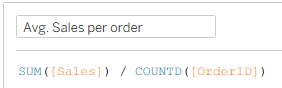 Avg. Sales per order
SUM([Sales]) / COUNTD([OrderID])